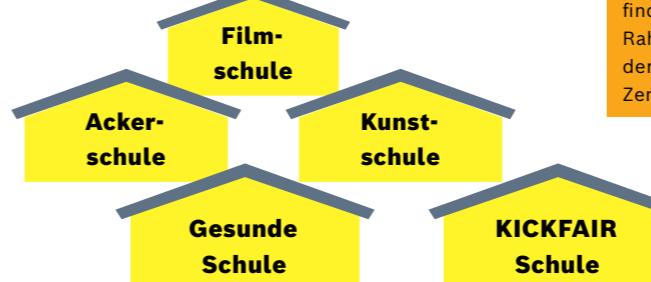 Film-
schule
Acker-
schule
Kunst-
schule
Gesunde
Schule
KICKFAIR
Schule